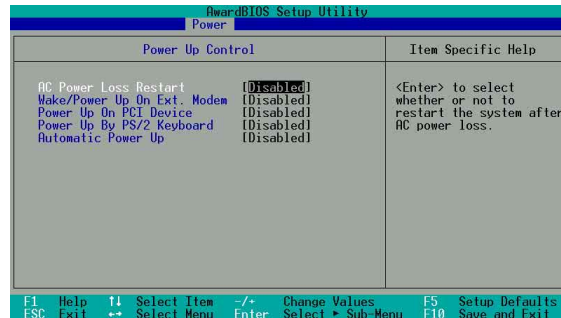 AwardBIOS Setup Utility
Power
Power Up Control
Item Specific Help
AC Power Loss Restart [Disabled]
Wake/Power Up On Ext. Modem [Disabled]
Power Up On PCI Device [Disabled]
Power Up By PS/2 Keyboard [Disabled]
Automatic Power Up [Disabled]
<Enter> to select
whether or not to
restart the system after
AC power loss.
F1 Help ↑↓ Select Item -/+ Change Values F5 Setup Defaults
ESC Exit ←→ Select Menu Enter Select ► Sub-Menu F10 Save and Exit